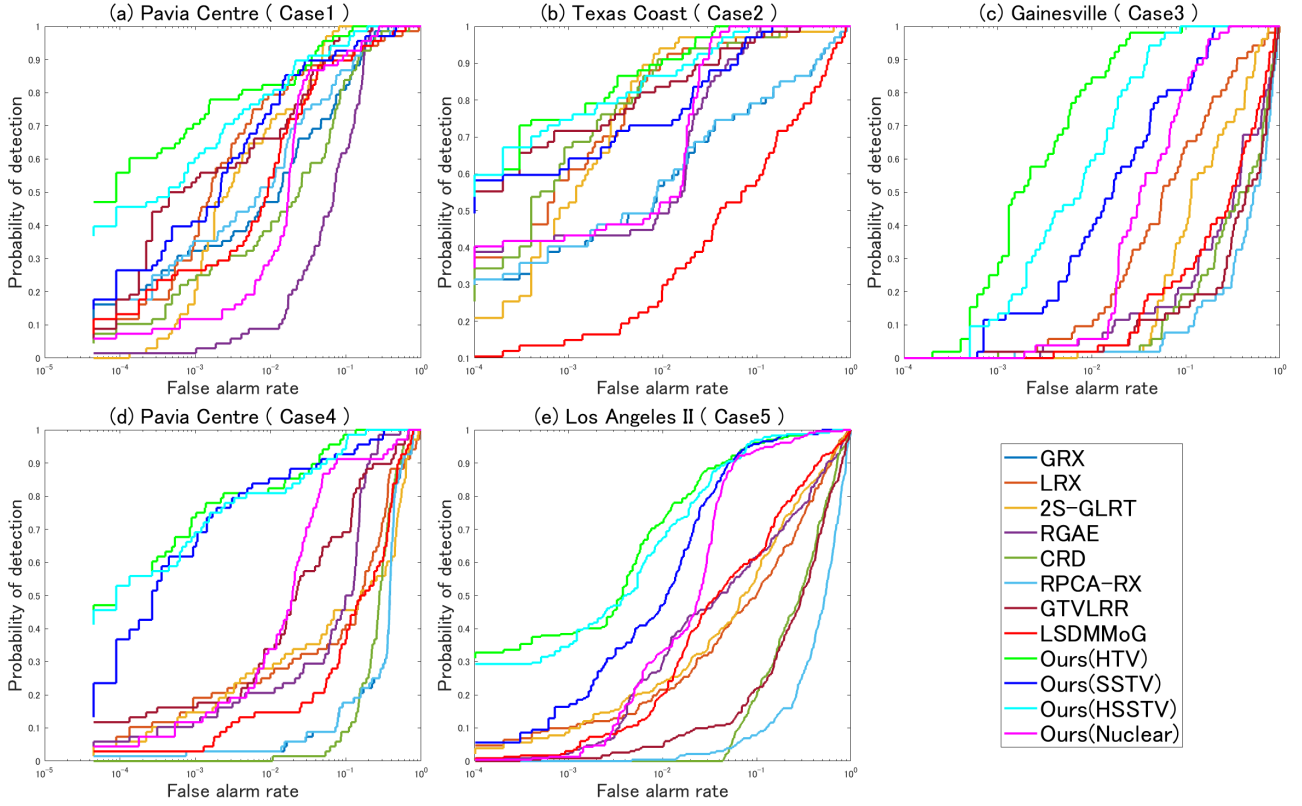 (a) Pavia Centre ( Case1 )
Probability of detection
1
0.9
0.8
0.7
0.6
0.5
0.4
0.3
0.2
0.1
0
10⁻⁵ 10⁻⁴ 10⁻³ 10⁻² 10⁻¹ 10⁰
False alarm rate
(b) Texas Coast ( Case2 )
Probability of detection
1
0.9
0.8
0.7
0.6
0.5
0.4
0.3
0.2
0.1
10⁻⁴ 10⁻³ 10⁻² 10⁻¹ 10⁰
False alarm rate
(c) Gainesville ( Case3 )
Probability of detection
1
0.9
0.8
0.7
0.6
0.5
0.4
0.3
0.2
0.1
0
10⁻⁴ 10⁻³ 10⁻² 10⁻¹ 10⁰
False alarm rate
(d) Pavia Centre ( Case4 )
Probability of detection
1
0.9
0.8
0.7
0.6
0.5
0.4
0.3
0.2
0.1
0
10⁻⁵ 10⁻⁴ 10⁻³ 10⁻² 10⁻¹ 10⁰
False alarm rate
(e) Los Angeles II ( Case5 )
Probability of detection
1
0.9
0.8
0.7
0.6
0.5
0.4
0.3
0.2
0.1
0
10⁻⁴ 10⁻³ 10⁻² 10⁻¹ 10⁰
False alarm rate
GRX
LRX
2S-GLRT
RGAE
CRD
RPCA-RX
GTVLRR
LSDMMoG
Ours(HTV)
Ours(SSTV)
Ours(HSSTV)
Ours(Nuclear)